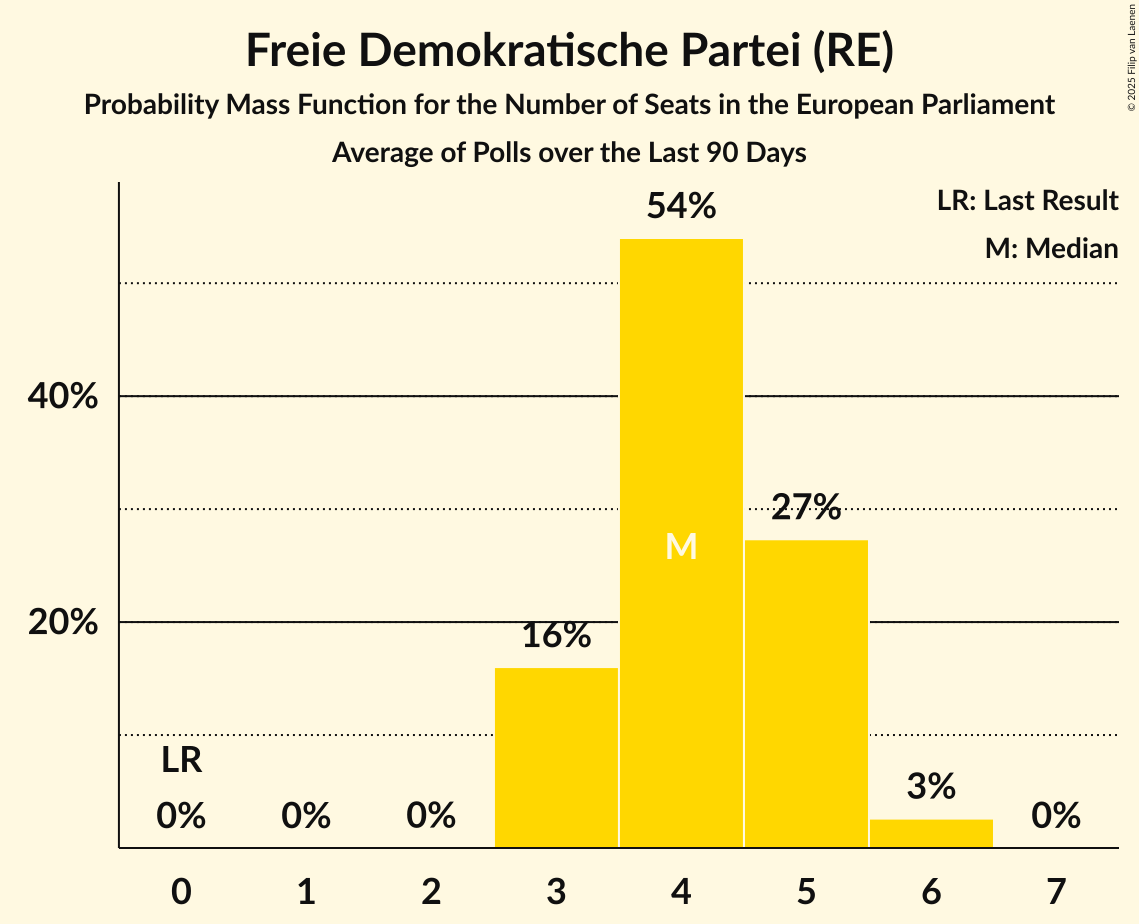 Freie Demokratische Partei (RE)
Probability Mass Function for the Number of Seats in the European Parliament
Average of Polls over the Last 90 Days
© 2025 Filip van Laenen
LR: Last Result
M: Median
54%
40%
27%
M
20%
16%
LR
3%
0% 0% 0% 0%
0 1 2 3 4 5 6 7